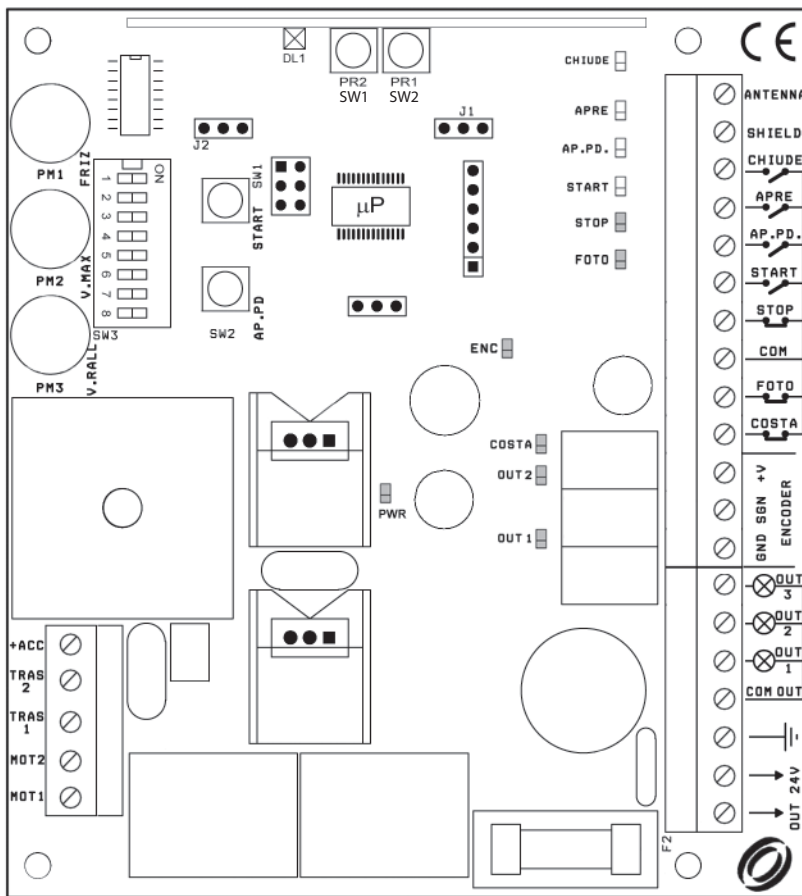 CE
DL1
PR2 PR1
SW1 SW2
CHIUDE
APRE
AP.PD.
START
STOP
FOTO
J2
J1
PM1
FRIZ
PM2
V.MAX
PM3
V.RALL
ON
1
2
3
4
5
6
7
8
SW3
SW1
START
SW2
AP.PD
µP
ENC
COSTA
OUT2
OUT1
PWR
ANTENNA
SHIELD
CHIUDE
APRE
AP.PD.
START
STOP
COM
FOTO
COSTA
GND SGN +V
ENCODER
OUT
3
OUT
2
OUT
1
COM OUT
OUT 24V
+ACC
TRAS
2
TRAS
1
MOT2
MOT1
F2